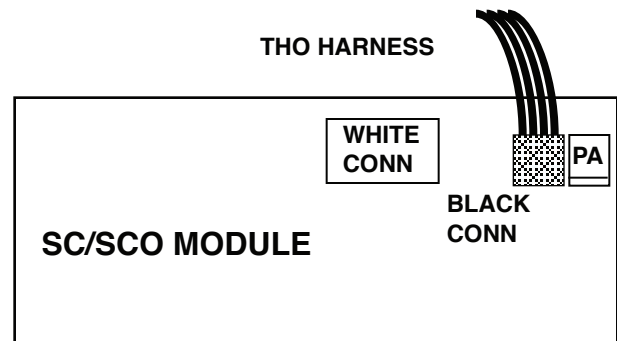 THO HARNESS
WHITE
CONN
PA
BLACK
CONN
SC/SCO MODULE